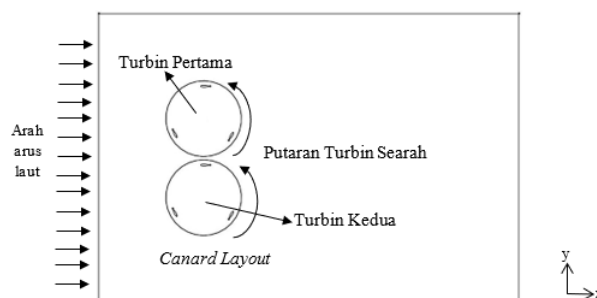 Turbin Pertama
Arah
arus
laut
Putaran Turbin Searah
Turbin Kedua
Canard Layout
y
x